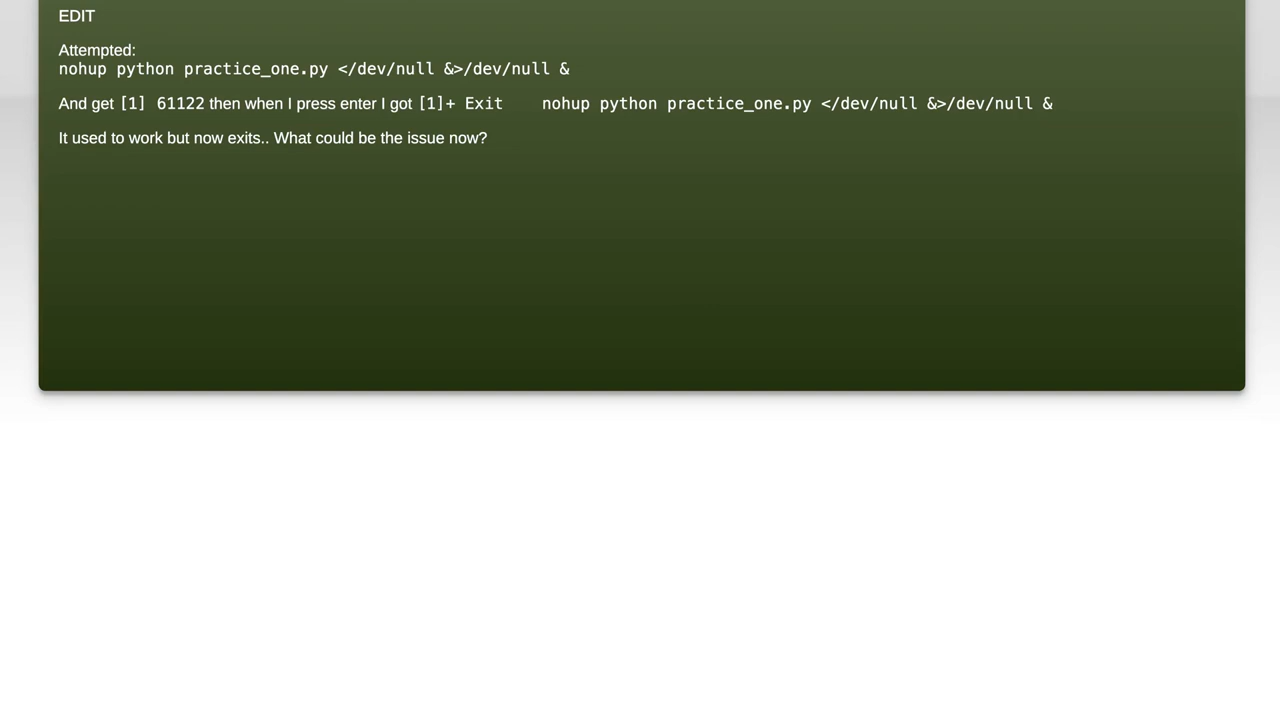 EDIT
Attempted:
nohup python practice_one.py </dev/null &>/dev/null &
And get [1] 61122 then when I press enter I got [1]+ Exit    nohup python practice_one.py </dev/null &>/dev/null &
It used to work but now exits.. What could be the issue now?